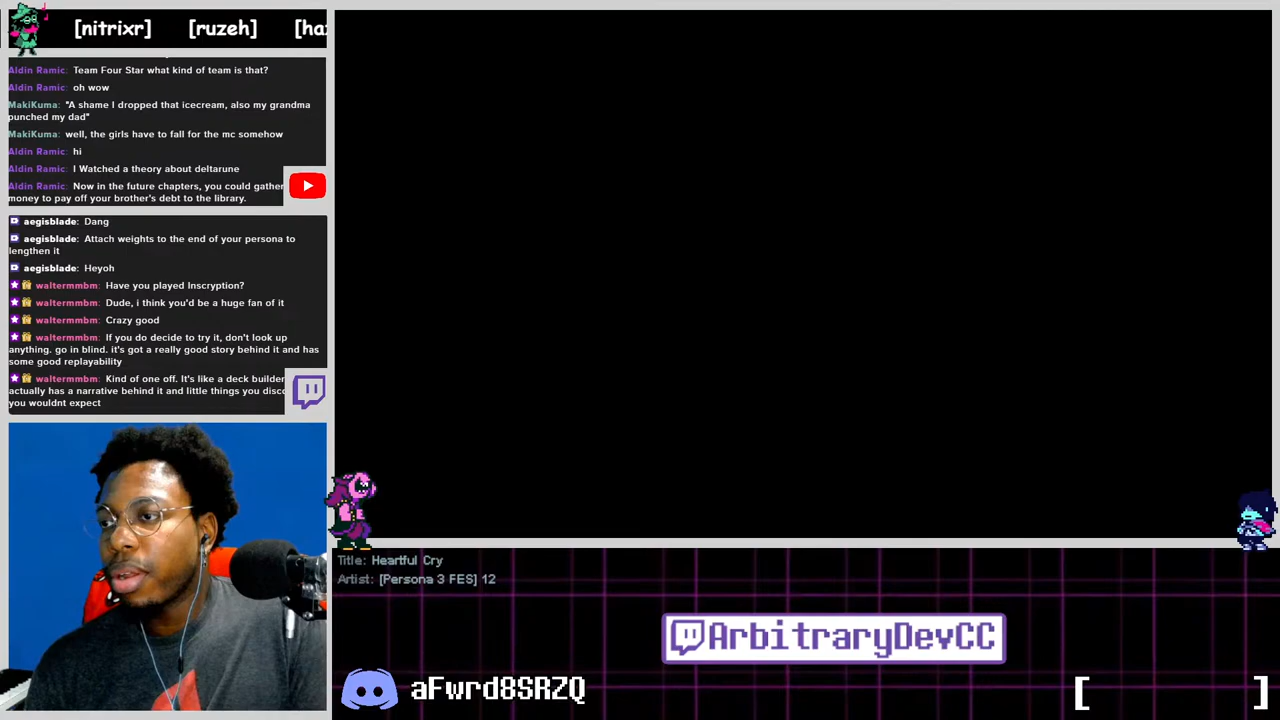 [nitrixr] [ruzeh] [ha
Aldin Ramic: Team Four Star what kind of team is that?
Aldin Ramic: oh wow
MakiKuma: "A shame I dropped that icecream, also my grandma
punched my dad"
MakiKuma: well, the girls have to fall for the mc somehow
Aldin Ramic: hi
Aldin Ramic: I Watched a theory about deltarune
Aldin Ramic: Now in the future chapters, you could gather
money to pay off your brother's debt to the library.
aegisblade: Dang
aegisblade: Attach weights to the end of your persona to
lengthen it
aegisblade: Heyoh
waltermmbm: Have you played Inscryption?
waltermmbm: Dude, i think you'd be a huge fan of it
waltermmbm: Crazy good
waltermmbm: If you do decide to try it, don't look up
anything. go in blind. it's got a really good story behind it and has
some good replayability
waltermmbm: Kind of one off. It's like a deck builder
actually has a narrative behind it and little things you disc
you wouldnt expect
Title: Heartful Cry
Artist: [Persona 3 FES] 12
ArbitraryDevCC
aFwrd8SRZQ
[ ]